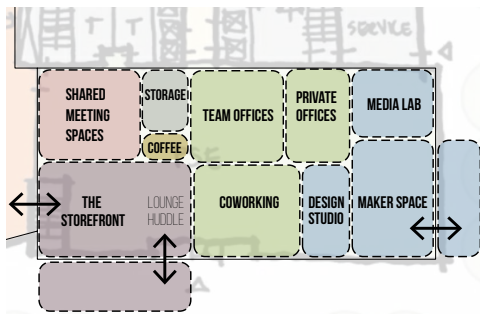 SERVICE
SHARED
MEETING
SPACES
STORAGE
COFFEE
TEAM OFFICES
PRIVATE
OFFICES
MEDIA LAB
THE
STOREFRONT
LOUNGE
HUDDLE
COWORKING
DESIGN
STUDIO
MAKER SPACE